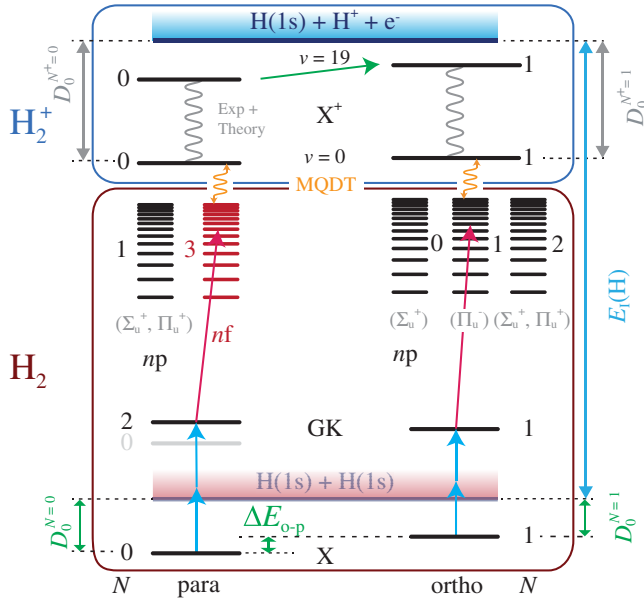 H(1s) + H⁺ + e⁻
D₀^{N⁺=0}
0
v = 19
1
D₀^{N⁺=1}
H₂⁺
Exp +
Theory
X⁺
0
v = 0
1
MQDT
1
3
0
1
2
E_I(H)
(Σᵤ⁺, Πᵤ⁺)
(Σᵤ⁺)
(Πᵤ⁻)
(Σᵤ⁺, Πᵤ⁺)
nf
np
np
H₂
2
GK
1
0
H(1s) + H(1s)
D₀^{N=0}
ΔE_{o-p}
D₀^{N=1}
0
X
1
N
para
ortho
N